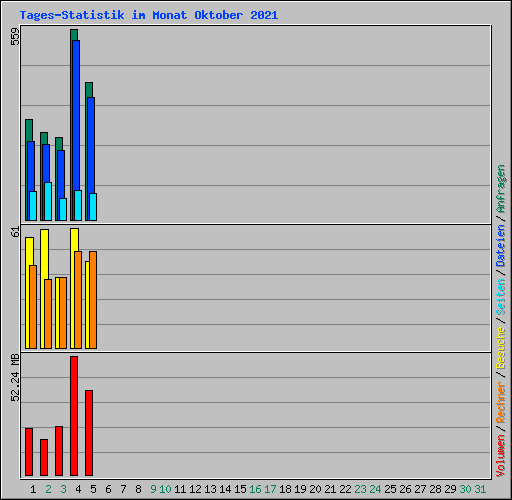 Tages-Statistik im Monat Oktober 2021
559
61
52.24 MB
Volumen / Rechner / Besuche / Seiten / Dateien / Anfragen
1 2 3 4 5 6 7 8 9 10 11 12 13 14 15 16 17 18 19 20 21 22 23 24 25 26 27 28 29 30 31